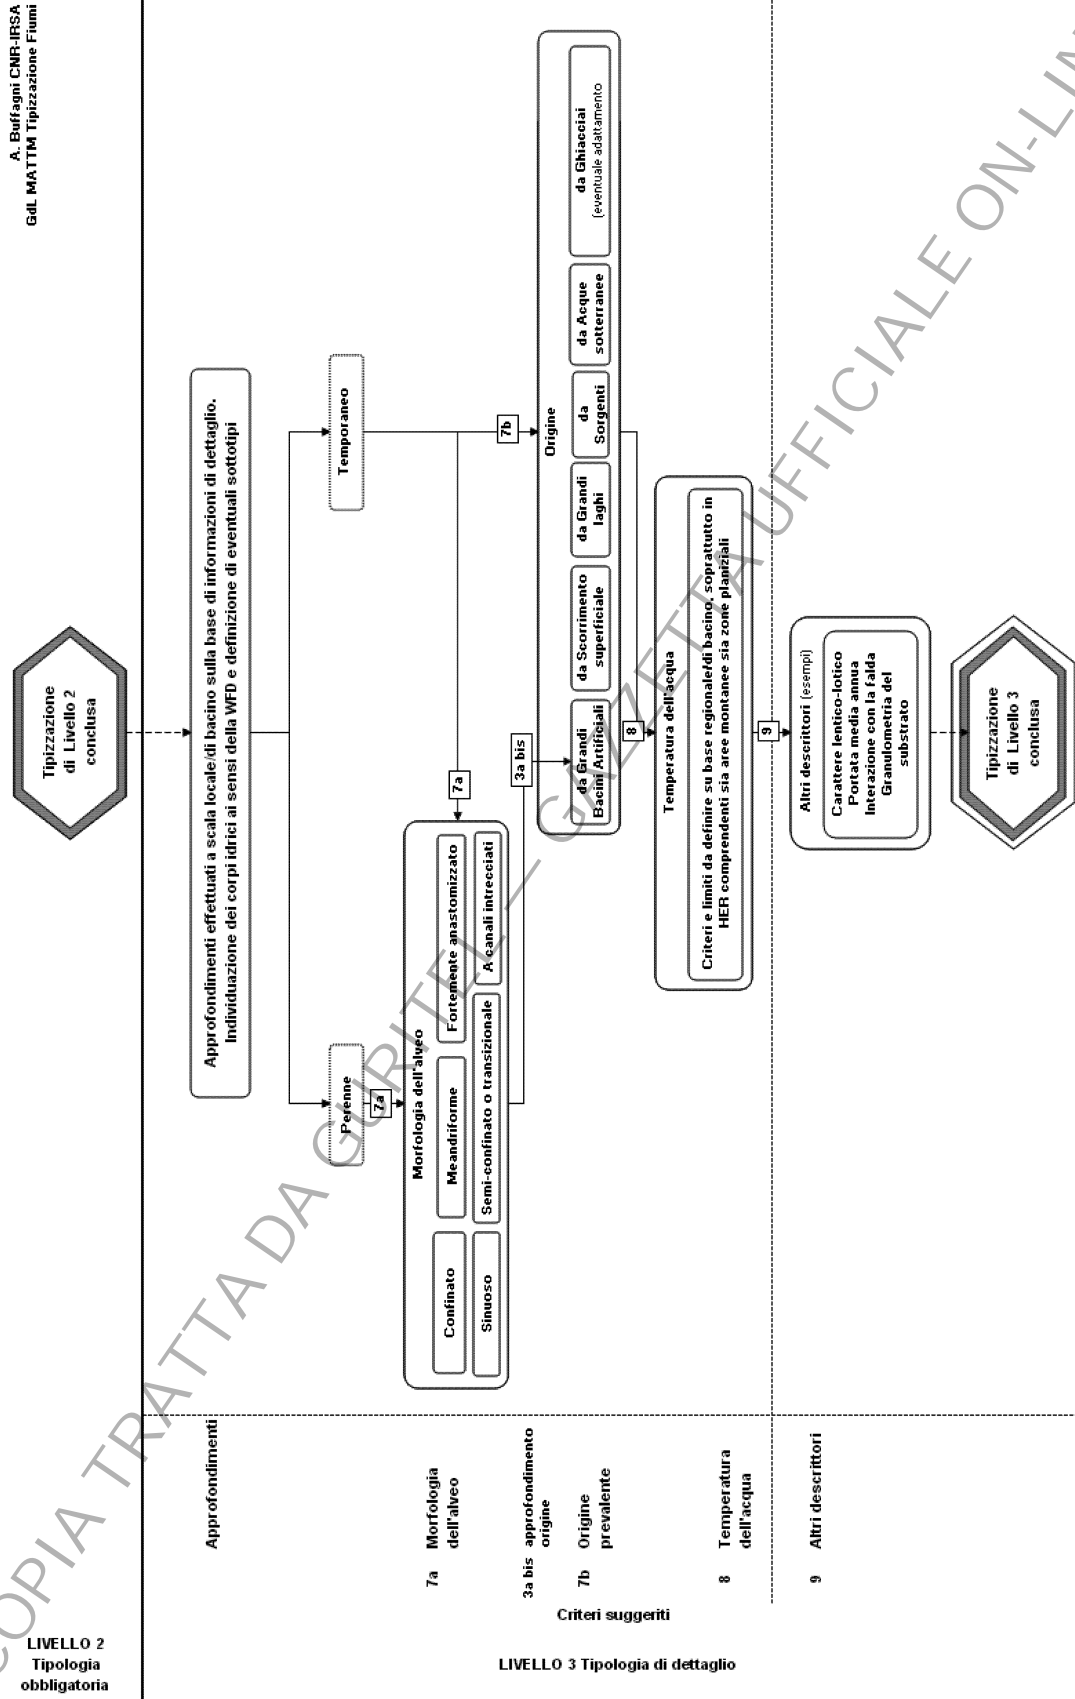 A. Buffagni CNR-IRSA
GdL MATTM Tipizzazione Fiumi
LIVELLO 2
Tipologia
obbligatoria
Tipizzazione
di Livello 2
conclusa
Approfondimenti
Approfondimenti effettuati a scala locale/di bacino sulla base di informazioni di dettaglio.
Individuazione dei corpi idrici ai sensi della WFD e definizione di eventuali sottotipi
Perenne
Temporaneo
7a
7a
7b
7a Morfologia
dell'alveo
Morfologia dell'alveo
Confinato
Meandriforme
Fortemente anastomizzato
Sinuoso
Semi-confinato o transizionale
A canali intrecciati
3a bis approfondimento
origine
7b Origine
prevalente
3a bis
Origine
da Grandi
Bacini Artificiali
da Scorrimento
superficiale
da Grandi
laghi
da
Sorgenti
da Acque
sotterranee
da Ghiacciai
(eventuale adattamento)
Criteri suggeriti
LIVELLO 3 Tipologia di dettaglio
8
8 Temperatura
dell'acqua
Temperatura dell'acqua
Criteri e limiti da definire su base regionale/di bacino, soprattutto in
HER comprendenti sia aree montane e sia zone planiziali
9
9 Altri descrittori
Altri descrittori (esempi)
Carattere lentico-lotico
Portata media annua
Interazione con la falda
Granulometria del
substrato
Tipizzazione
di Livello 3
conclusa
COPIA TRATTA DA GURITEL — GAZZETTA UFFICIALE ON-LIN